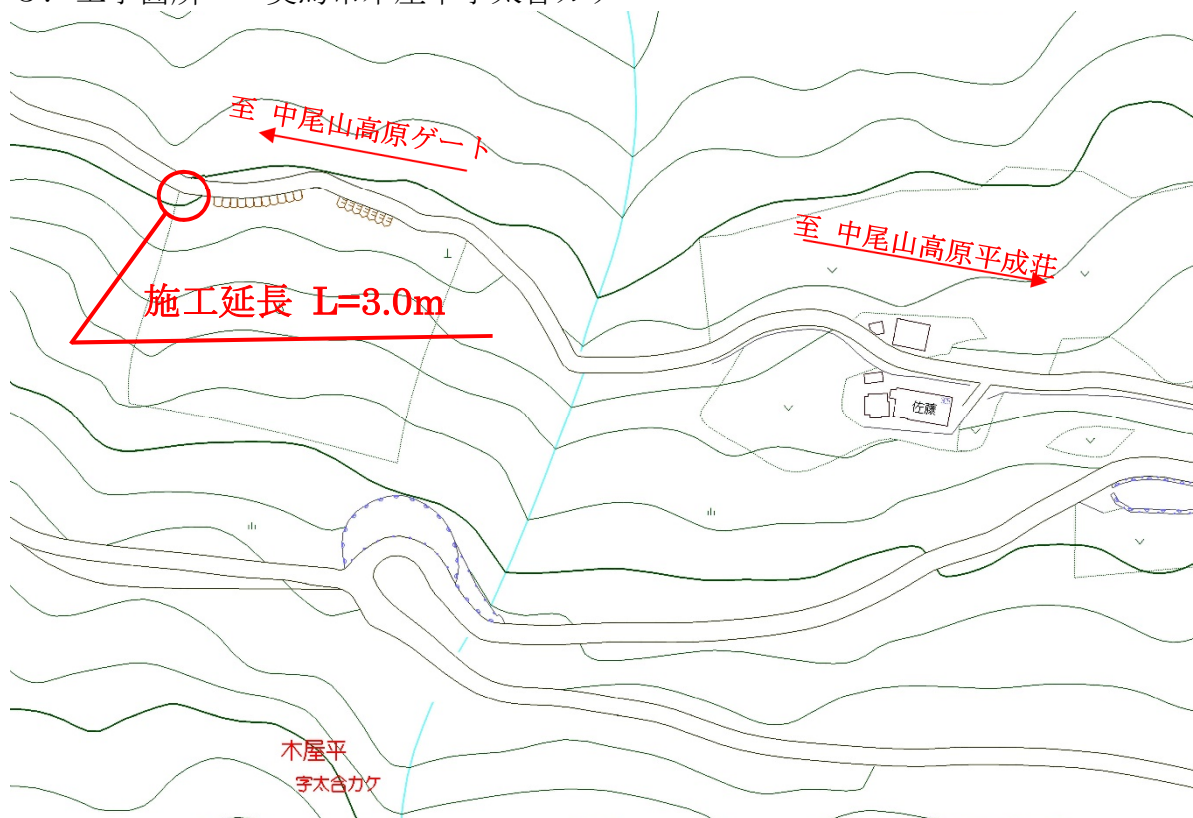 至 中尾山高原ゲート
至 中尾山高原平成荘
施工延長 L=3.0m
佐藤
木屋平
字太合カケ